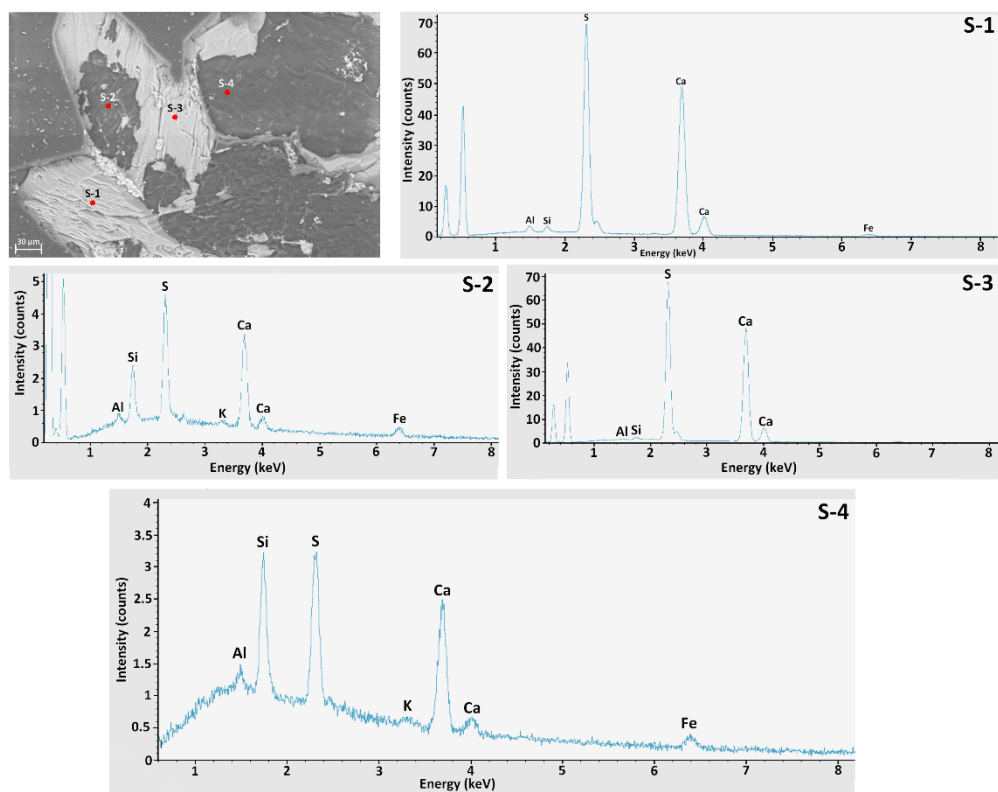 S-4
S-2
S-3
S-1
30 µm
S-1
Intensity (counts)
70
60
50
40
30
20
10
0
S
Ca
Al
Si
Ca
Fe
1
2
3
4
5
6
7
8
Energy (keV)
S-2
Intensity (counts)
5
4
3
2
1
0
Al
Si
S
K
Ca
Ca
Fe
1
2
3
4
5
6
7
8
Energy (keV)
S-3
Intensity (counts)
70
60
50
40
30
20
10
0
S
Ca
Al
Si
Ca
1
2
3
4
5
6
7
8
Energy (keV)
S-4
Intensity (counts)
4
3.5
3
2.5
2
1.5
1
0.5
0
Al
Si
S
K
Ca
Ca
Fe
1
2
3
4
5
6
7
8
Energy (keV)